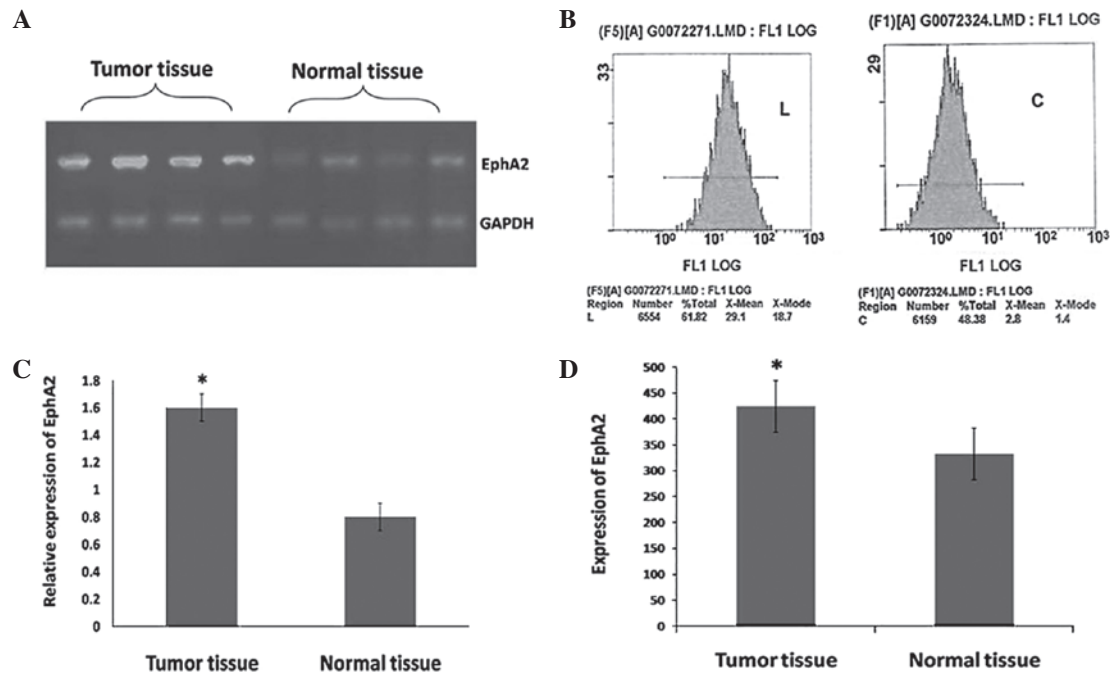 A
Tumor tissue
Normal tissue
EphA2
GAPDH
B
(F5)[A] G0072271.LMD : FL1 LOG
33
L
10⁰ 10¹ 10² 10³
FL1 LOG
(F5)[A] G0072271.LMD : FL1 LOG
Region Number %Total X-Mean X-Mode
L 6554 61.82 29.1 18.7
(F1)[A] G0072324.LMD : FL1 LOG
29
C
10⁰ 10¹ 10² 10³
FL1 LOG
(F1)[A] G0072324.LMD : FL1 LOG
Region Number %Total X-Mean X-Mode
C 6159 48.38 2.8 1.4
C
Relative expression of EphA2
1.8
1.6
1.4
1.2
1
0.8
0.6
0.4
0.2
0
*
Tumor tissue
Normal tissue
D
Expression of EphA2
500
450
400
350
300
250
200
150
100
50
0
*
Tumor tissue
Normal tissue